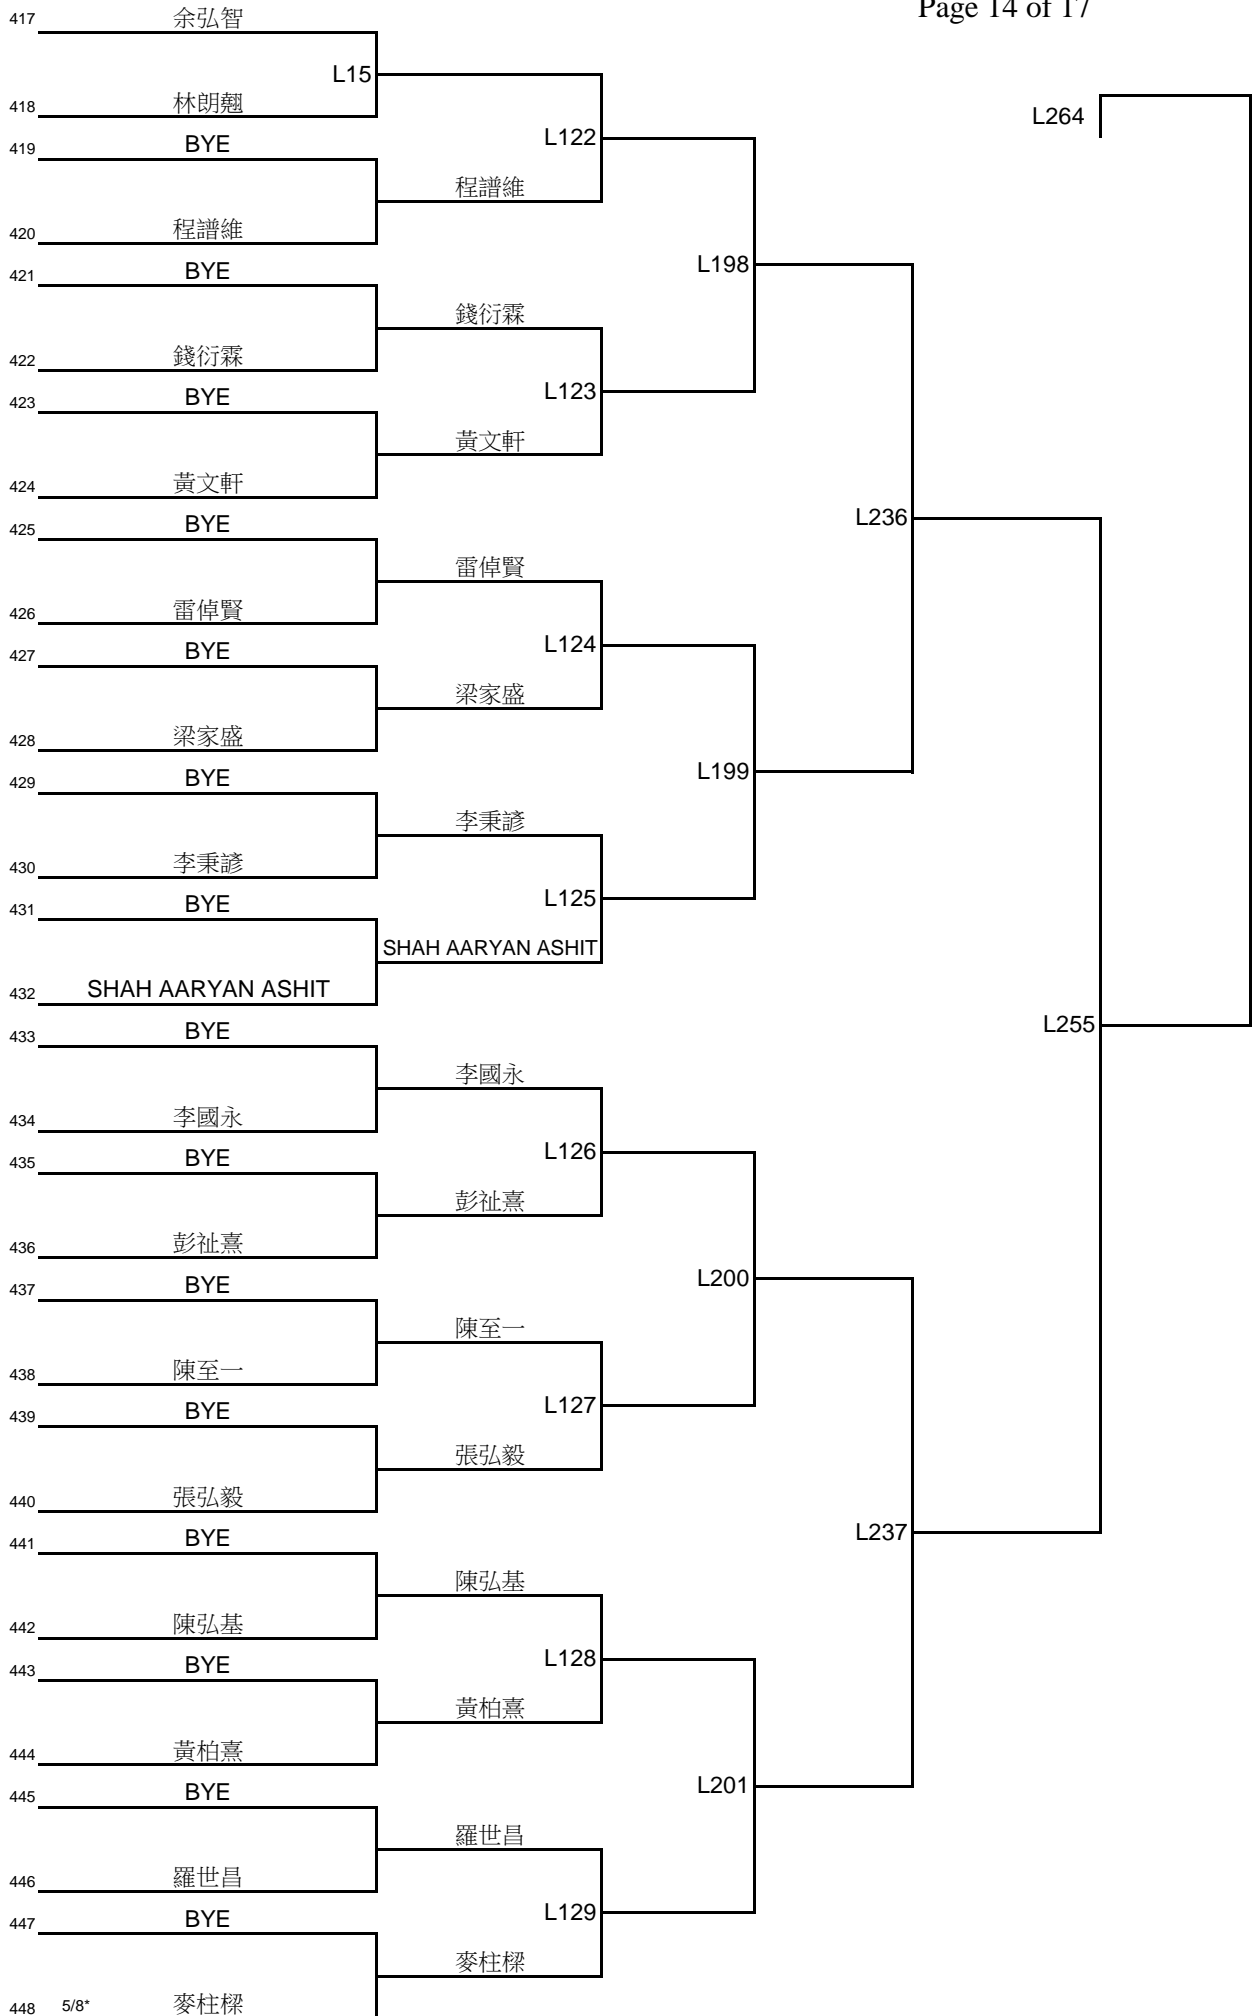 Page 14 of 17
417 余弘智
L15
418 林朗翹
L264
419 BYE
L122
程譜維
420 程譜維
421 BYE
L198
錢衍霖
422 錢衍霖
423 BYE
L123
黃文軒
424 黃文軒
425 BYE
L236
雷倬賢
426 雷倬賢
427 BYE
L124
梁家盛
428 梁家盛
429 BYE
L199
李秉諺
430 李秉諺
431 BYE
L125
SHAH AARYAN ASHIT
432 SHAH AARYAN ASHIT
433 BYE
L255
李國永
434 李國永
435 BYE
L126
彭祉熹
436 彭祉熹
437 BYE
L200
陳至一
438 陳至一
439 BYE
L127
張弘毅
440 張弘毅
441 BYE
L237
陳弘基
442 陳弘基
443 BYE
L128
黃柏熹
444 黃柏熹
445 BYE
L201
羅世昌
446 羅世昌
447 BYE
L129
麥柱樑
448 5/8* 麥柱樑